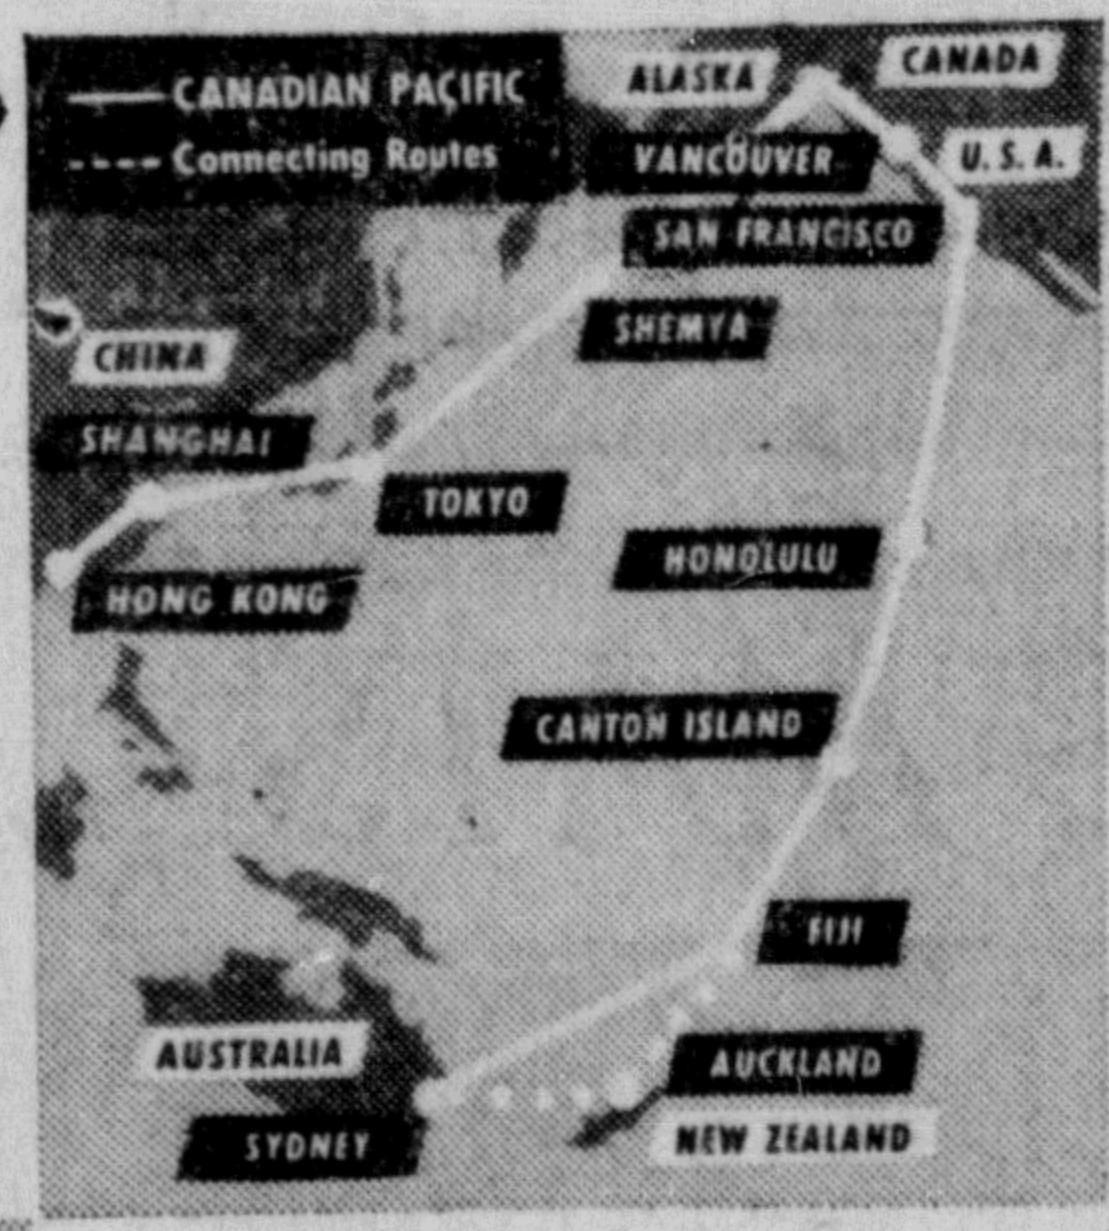 CANADIAN PACIFIC
Connecting Routes
ALASKA
CANADA
VANCOUVER
U.S.A.
SAN FRANCISCO
SHEMYA
CHINA
SHANGHAI
TOKYO
HONOLULU
HONG KONG
CANTON ISLAND
FIJI
AUSTRALIA
AUCKLAND
SYDNEY
NEW ZEALAND